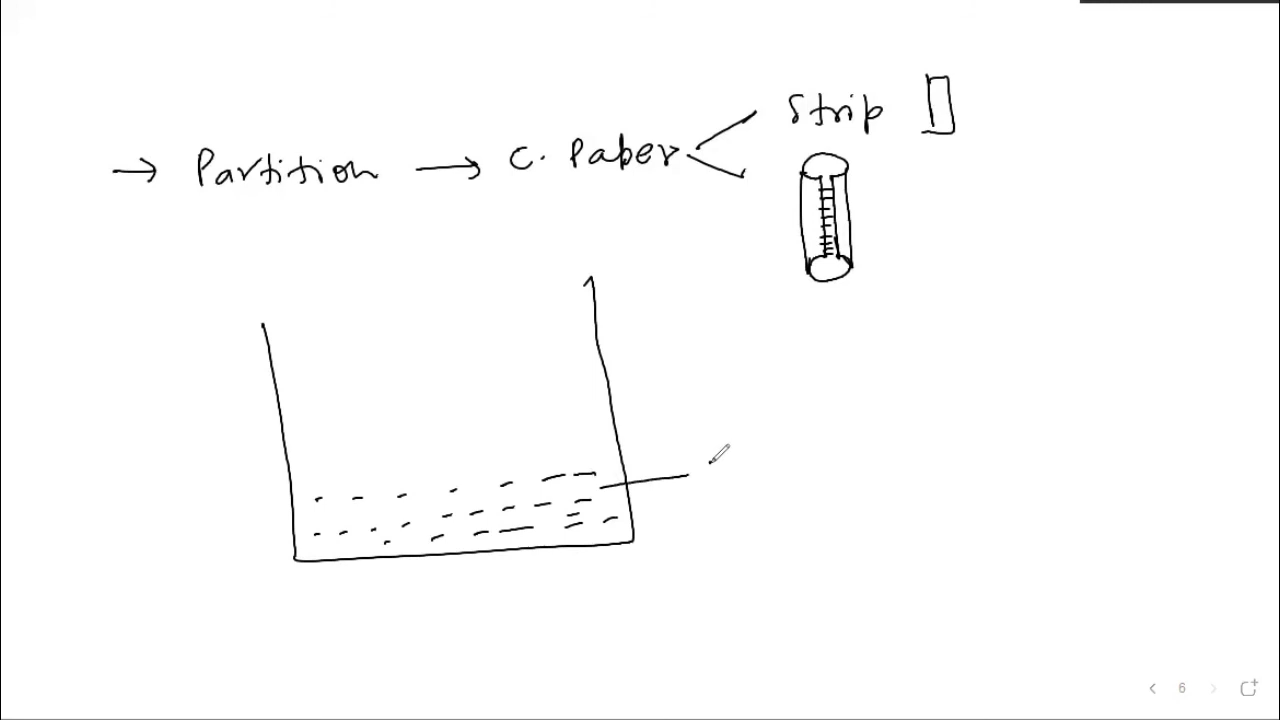 → Partition → C. Paper Strip
6